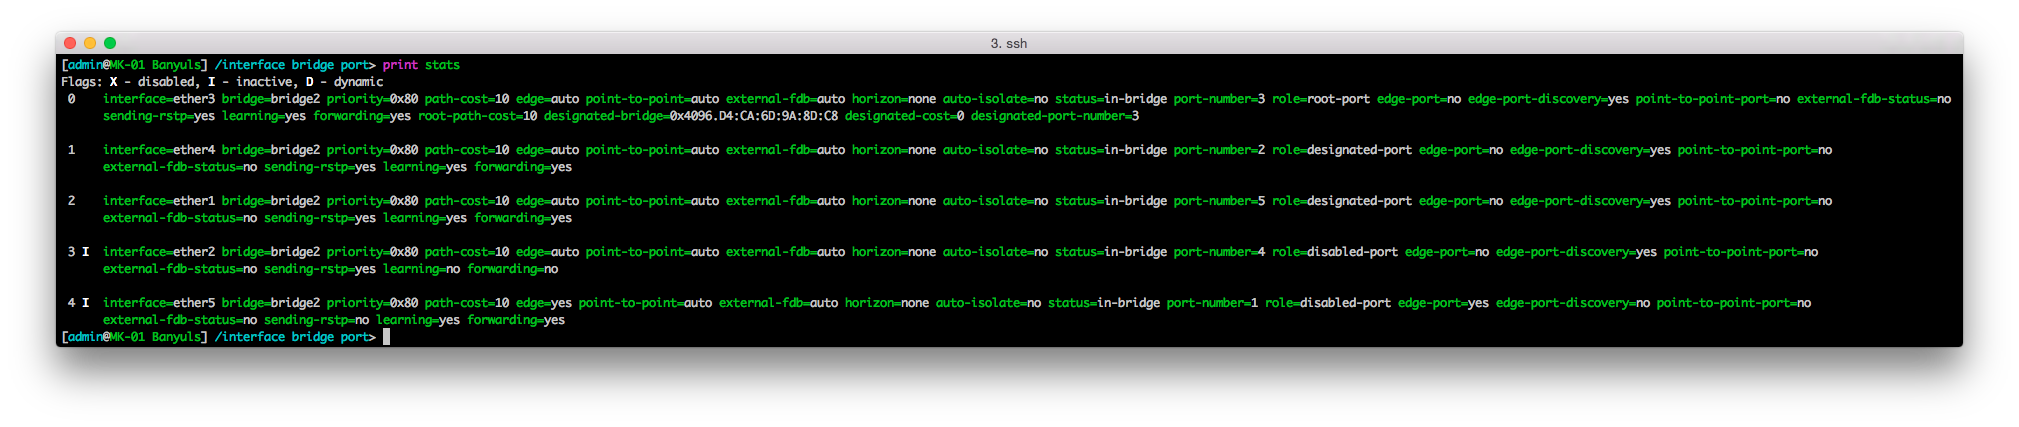 3. ssh
[admin@MK-01 Banyuls] /interface bridge port> print stats
Flags: X - disabled, I - inactive, D - dynamic
0 interface=ether3 bridge=bridge2 priority=0x80 path-cost=10 edge=auto point-to-point=auto external-fdb=auto horizon=none auto-isolate=no status=in-bridge port-number=3 role=root-port edge-port=no edge-port-discovery=yes point-to-point-port=no external-fdb-status=no
sending-rstp=yes learning=yes forwarding=yes root-path-cost=10 designated-bridge=0x4096.D4:CA:6D:9A:8D:C8 designated-cost=0 designated-port-number=3
1 interface=ether4 bridge=bridge2 priority=0x80 path-cost=10 edge=auto point-to-point=auto external-fdb=auto horizon=none auto-isolate=no status=in-bridge port-number=2 role=designated-port edge-port=no edge-port-discovery=yes point-to-point-port=no
external-fdb-status=no sending-rstp=yes learning=yes forwarding=yes
2 interface=ether1 bridge=bridge2 priority=0x80 path-cost=10 edge=auto point-to-point=auto external-fdb=auto horizon=none auto-isolate=no status=in-bridge port-number=5 role=designated-port edge-port=no edge-port-discovery=yes point-to-point-port=no
external-fdb-status=no sending-rstp=yes learning=yes forwarding=yes
3 I interface=ether2 bridge=bridge2 priority=0x80 path-cost=10 edge=auto point-to-point=auto external-fdb=auto horizon=none auto-isolate=no status=in-bridge port-number=4 role=disabled-port edge-port=no edge-port-discovery=yes point-to-point-port=no
external-fdb-status=no sending-rstp=yes learning=no forwarding=no
4 I interface=ether5 bridge=bridge2 priority=0x80 path-cost=10 edge=yes point-to-point=auto external-fdb=auto horizon=none auto-isolate=no status=in-bridge port-number=1 role=disabled-port edge-port=yes edge-port-discovery=no point-to-point-port=no
external-fdb-status=no sending-rstp=no learning=yes forwarding=yes
[admin@MK-01 Banyuls] /interface bridge port>